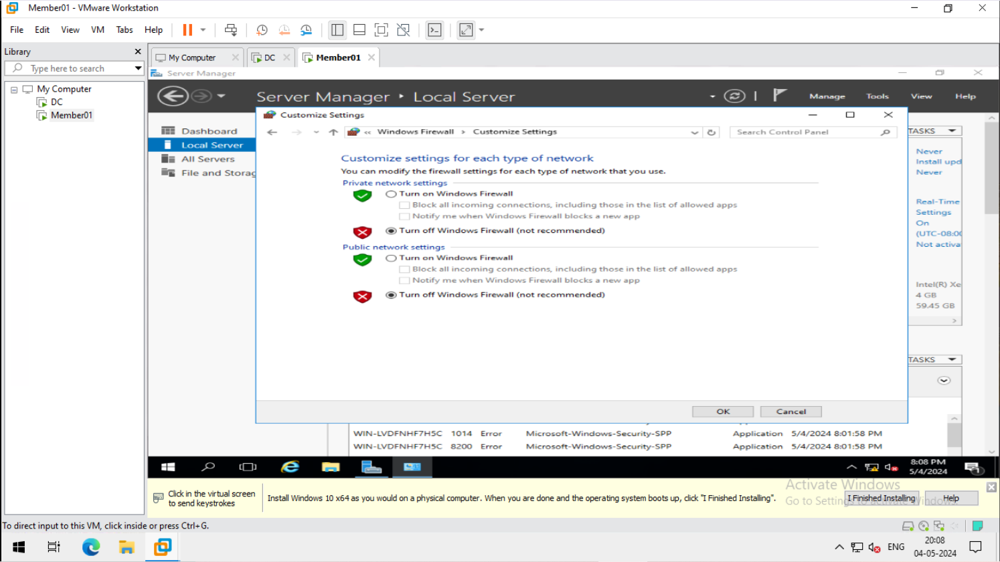 Member01 - VMware Workstation
File Edit View VM Tabs Help
Library
Type here to search
My Computer
DC
Member01
My Computer DC Member01
Server Manager
Server Manager Local Server
Manage Tools View Help
Dashboard
Local Server
All Servers
File and Storag
Customize Settings
« Windows Firewall > Customize Settings
Search Control Panel
Customize settings for each type of network
You can modify the firewall settings for each type of network that you use.
Private network settings
Turn on Windows Firewall
Block all incoming connections, including those in the list of allowed apps
Notify me when Windows Firewall blocks a new app
Turn off Windows Firewall (not recommended)
Public network settings
Turn on Windows Firewall
Block all incoming connections, including those in the list of allowed apps
Notify me when Windows Firewall blocks a new app
Turn off Windows Firewall (not recommended)
OK Cancel
TASKS
Never
Install upd
Never
Real-Time
Settings
On
(UTC-08:00
Not activa
Intel(R) Xe
4 GB
59.45 GB
TASKS
WIN-LVDFNHF7H5C 1014 Error Microsoft-Windows-Security-SPP Application 5/4/2024 8:01:58 PM
WIN-LVDFNHF7H5C 8200 Error Microsoft-Windows-Security-SPP Application 5/4/2024 8:01:58 PM
8:08 PM
5/4/2024
1
Click in the virtual screen
to send keystrokes
Install Windows 10 x64 as you would on a physical computer. When you are done and the operating system boots up, click "I Finished Installing".
I Finished Installing
Help
Activate Windows
Go to Settings to activate Windows.
To direct input to this VM, click inside or press Ctrl+G.
ENG
20:08
04-05-2024